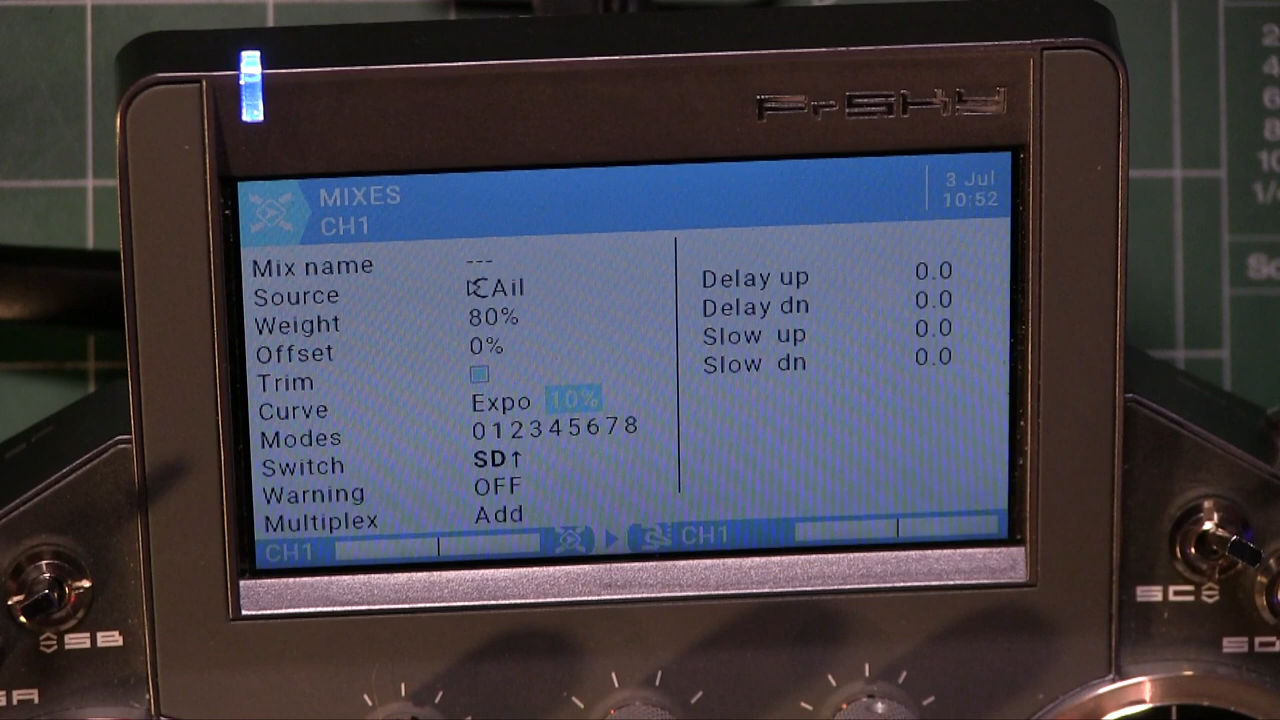 FrSKY
MIXES
CH1
3 Jul
10:52
Mix name ---
Source Ail
Weight 80%
Offset 0%
Trim
Curve Expo 10%
Modes 012345678
Switch SD↑
Warning OFF
Multiplex Add
Delay up 0.0
Delay dn 0.0
Slow up 0.0
Slow dn 0.0
CH1 CH1
SB
SC